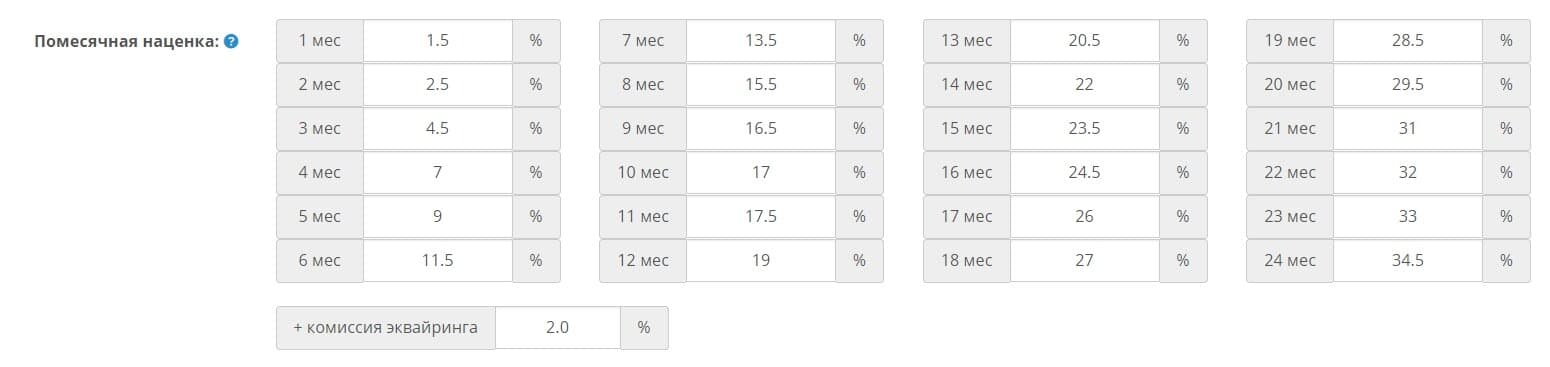 Помесячная наценка: ?
1 мес 1.5 % 7 мес 13.5 % 13 мес 20.5 % 19 мес 28.5 %
2 мес 2.5 % 8 мес 15.5 % 14 мес 22 % 20 мес 29.5 %
3 мес 4.5 % 9 мес 16.5 % 15 мес 23.5 % 21 мес 31 %
4 мес 7 % 10 мес 17 % 16 мес 24.5 % 22 мес 32 %
5 мес 9 % 11 мес 17.5 % 17 мес 26 % 23 мес 33 %
6 мес 11.5 % 12 мес 19 % 18 мес 27 % 24 мес 34.5 %
+ комиссия эквайринга 2.0 %